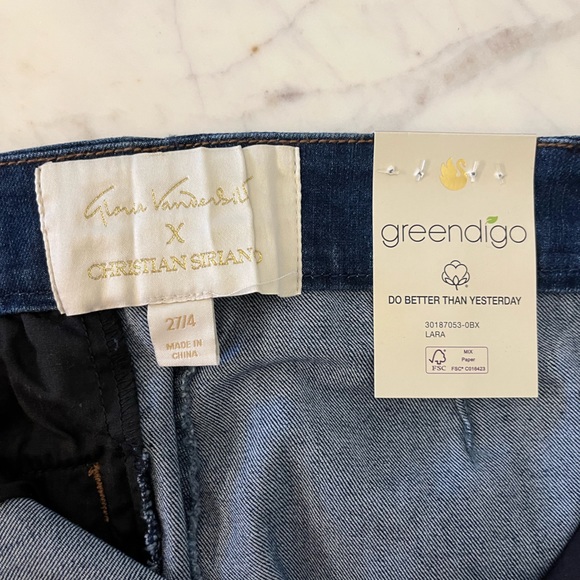 Gloria Vanderbilt
X
CHRISTIAN SIRIANO
27/4
MADE IN
CHINA
greendigo
DO BETTER THAN YESTERDAY
30187053-0BX
LARA
FSC
MIX
Paper
FSC® C016423